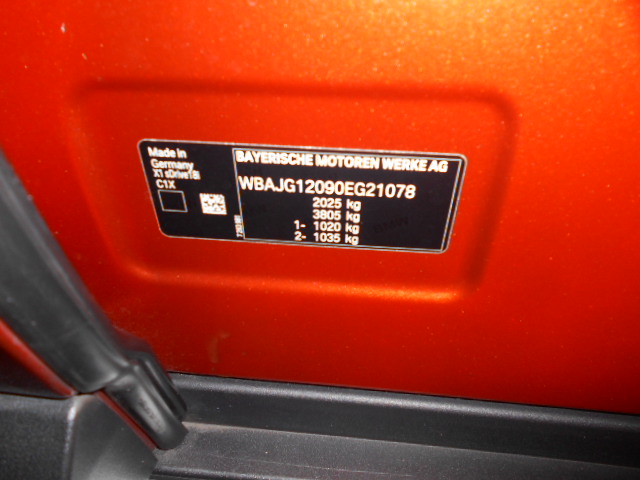 Made in
Germany
X1 sDrive18i
C1X
BAYERISCHE MOTOREN WERKE AG
WBAJG12090EG21078
2025 kg
3805 kg
1- 1020 kg
2- 1035 kg